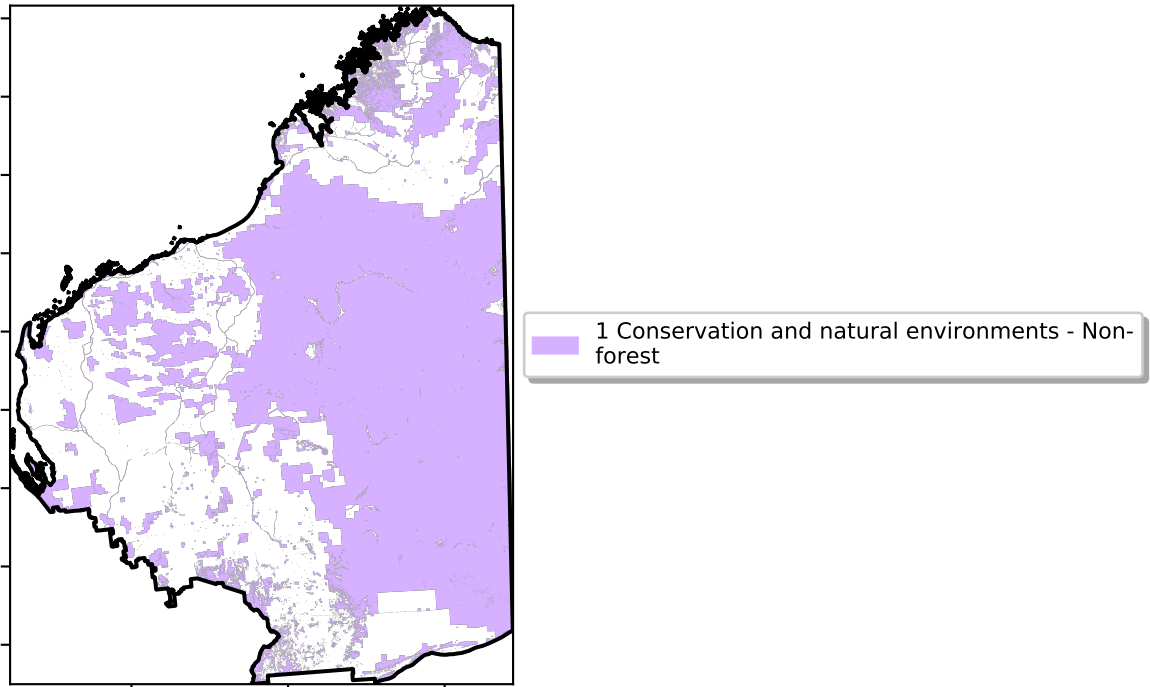 1 Conservation and natural environments - Non-
forest